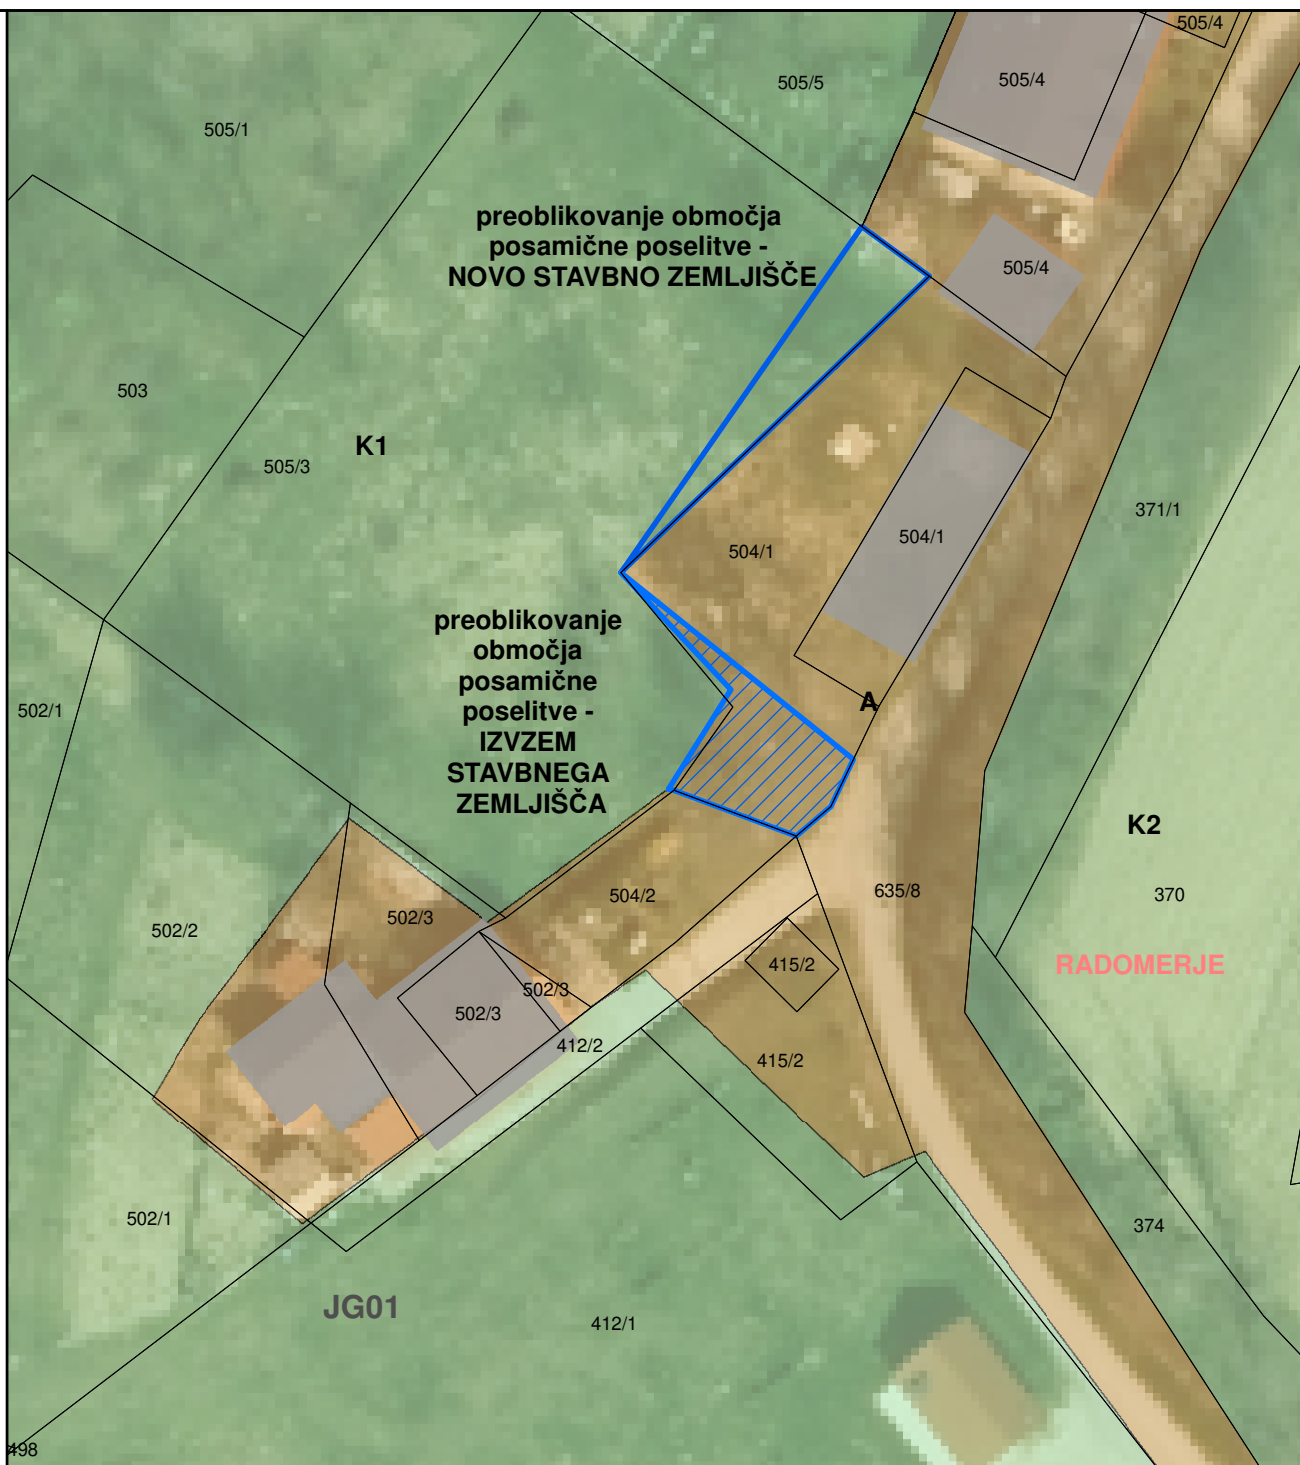 505/4
505/5
505/4
505/1
preoblikovanje območja
posamične poselitve -
NOVO STAVBNO ZEMLJIŠČE
505/4
503
K1
505/3
371/1
504/1
504/1
preoblikovanje
območja
posamične
poselitve -
IZVZEM
STAVBNEGA
ZEMLJIŠČA
A
502/1
K2
504/2
635/8
370
502/3
502/2
RADOMERJE
415/2
502/3
502/3
412/2
415/2
502/1
374
JG01
412/1
498